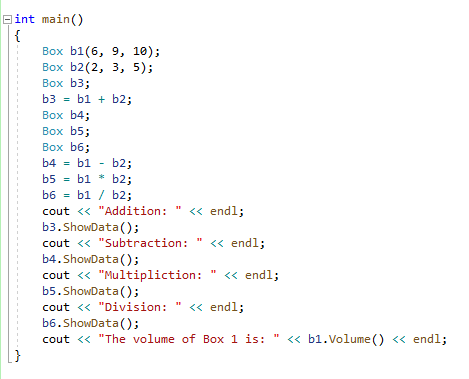 int main()
{
Box b1(6, 9, 10);
Box b2(2, 3, 5);
Box b3;
b3 = b1 + b2;
Box b4;
Box b5;
Box b6;
b4 = b1 - b2;
b5 = b1 * b2;
b6 = b1 / b2;
cout << "Addition: " << endl;
b3.ShowData();
cout << "Subtraction: " << endl;
b4.ShowData();
cout << "Multipliction: " << endl;
b5.ShowData();
cout << "Division: " << endl;
b6.ShowData();
cout << "The volume of Box 1 is: " << b1.Volume() << endl;
}